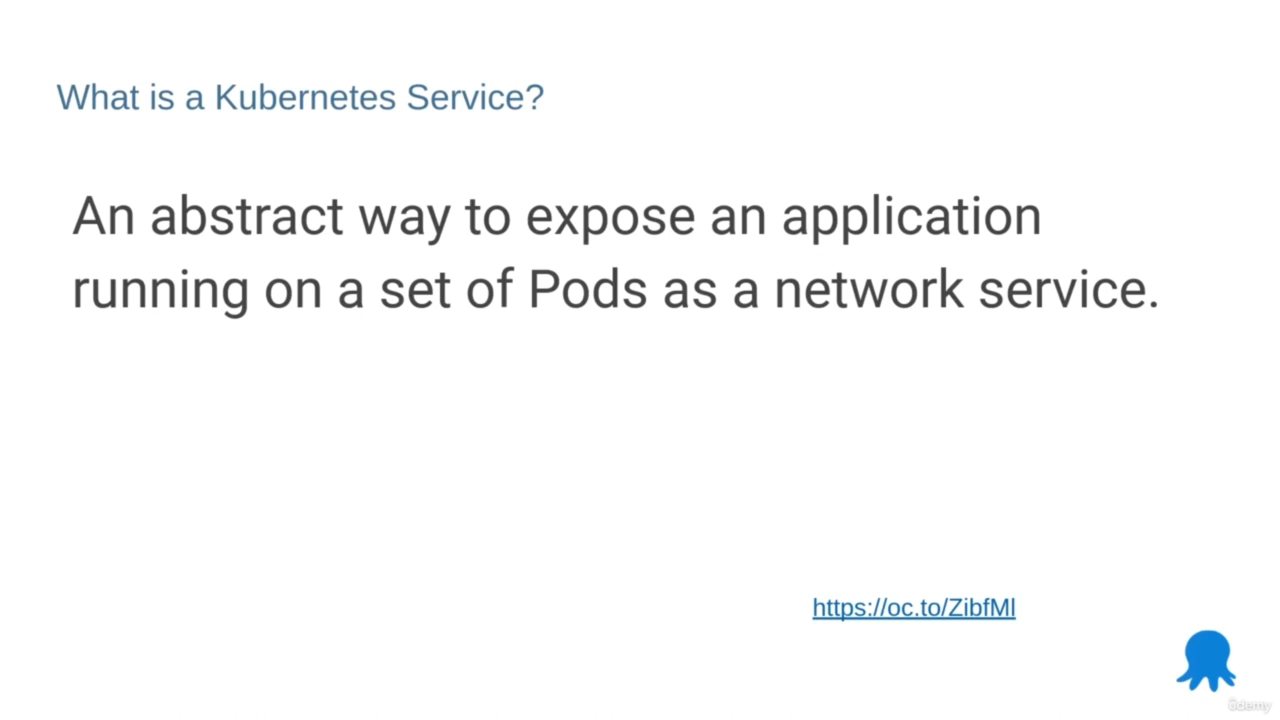 What is a Kubernetes Service?
An abstract way to expose an application
running on a set of Pods as a network service.
https://oc.to/ZibfMl
ûdemy